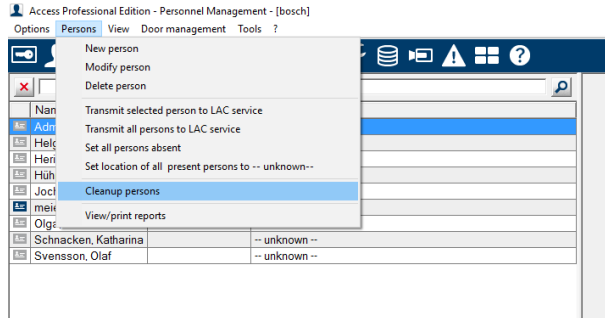 Access Professional Edition - Personnel Management - [bosch]
Options Persons View Door management Tools ?
New person
Modify person
Delete person
Transmit selected person to LAC service
Transmit all persons to LAC service
Set all persons absent
Set location of all present persons to -- unknown--
Cleanup persons
View/print reports
Nan
Adm
Helg
Heri
Hüh
Joch
meie
Olga
Schnacken, Katharina -- unknown --
Svensson, Olaf -- unknown --